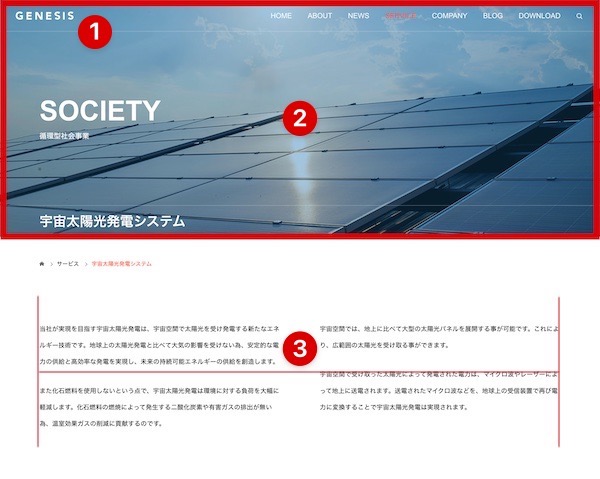 GENESIS
HOME ABOUT NEWS SERVICE COMPANY BLOG DOWNLOAD
1
2
SOCIETY
循環型社会事業
宇宙太陽光発電システム
サービス
宇宙太陽光発電システム
3
当社が実現を目指す宇宙太陽光発電は、宇宙空間で太陽光を受け発電する新たなエネ
ルギー技術です。地球上の太陽光発電と比べて大気の影響を受けない為、安定的な電
力の供給と高効率な発電を実現し、未来の持続可能エネルギーの供給を創造します。
また化石燃料を使用しないという点で、宇宙太陽光発電は環境に対する負荷を大幅に
軽減します。化石燃料の燃焼によって発生する二酸化炭素や有害ガスの排出が無い
為、温室効果ガスの削減に貢献するのです。
宇宙空間では、地上に比べて大型の太陽光パネルを展開する事が可能です。これによ
り、広範囲の太陽光を受け取る事ができます。
宇宙空間で受け取った太陽光によって発電された電力は、マイクロ波やレーザーによ
って地上に送電されます。送電されたマイクロ波などを、地球上の受信装置で再び電
力に変換することで宇宙太陽光発電は実現されます。